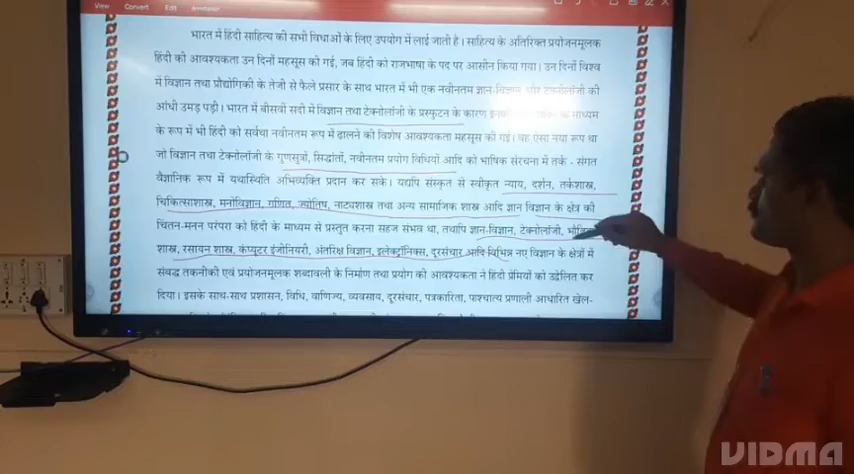 View Convert Edit Annotator
भारत में हिंदी साहित्य की सभी विधाओं के लिए उपयोग में लाई जाती है। साहित्य के अतिरिक्त प्रयोजनमूलक
हिंदी की आवश्यकता उन दिनों महसूस की गई, जब हिंदी को राजभाषा के पद पर आसीन किया गया। उन दिनों विश्व
में विज्ञान तथा प्रौद्योगिकी के तेजी से फैले प्रसार के साथ भारत में भी एक नवीनतम ज्ञान-विज्ञान और टेक्नोलॉजी की
आंधी उमड़ पड़ी। भारत में बीसवीं सदी में विज्ञान तथा टेक्नोलॉजी के प्रस्फुटन के कारण के माध्यम
के रूप में भी हिंदी को सर्वथा नवीनतम रूप में ढालने की विशेष आवश्यकता महसूस की गई। वह ऐसा नया रूप था
जो विज्ञान तथा टेक्नोलॉजी के गुणसूत्रों, सिद्धांतों, नवीनतम प्रयोग विधियों आदि को भाषिक संरचना में तर्क - संगत
वैज्ञानिक रूप में यथास्थिति अभिव्यक्ति प्रदान कर सके। यद्यपि संस्कृत से स्वीकृत न्याय, दर्शन, तर्कशास्त्र,
चिकित्साशास्त्र, मनोविज्ञान, गणित, ज्योतिष, नाट्यशास्त्र तथा अन्य सामाजिक शास्त्र आदि ज्ञान विज्ञान के क्षेत्र की
चिंतन-मनन परंपरा को हिंदी के माध्यम से प्रस्तुत करना सहज संभव था, तथापि ज्ञान-विज्ञान, टेक्नोलॉजी,
शास्त्र, रसायन शास्त्र, कंप्यूटर इंजीनियरी, अंतरिक्ष विज्ञान, इलेक्ट्रॉनिक्स, दूरसंचार आदि विभिन्न नए विज्ञान के क्षेत्रों में
संबद्ध तकनीकी एवं प्रयोजनमूलक शब्दावली के निर्माण तथा प्रयोग की आवश्यकता ने हिंदी प्रेमियों को उद्वेलित कर
दिया। इसके साथ-साथ प्रशासन, विधि, वाणिज्य, व्यवसाय, दूरसंचार, पत्रकारिता, पाश्चात्य प्रणाली आधारित खेल-
VIDMA